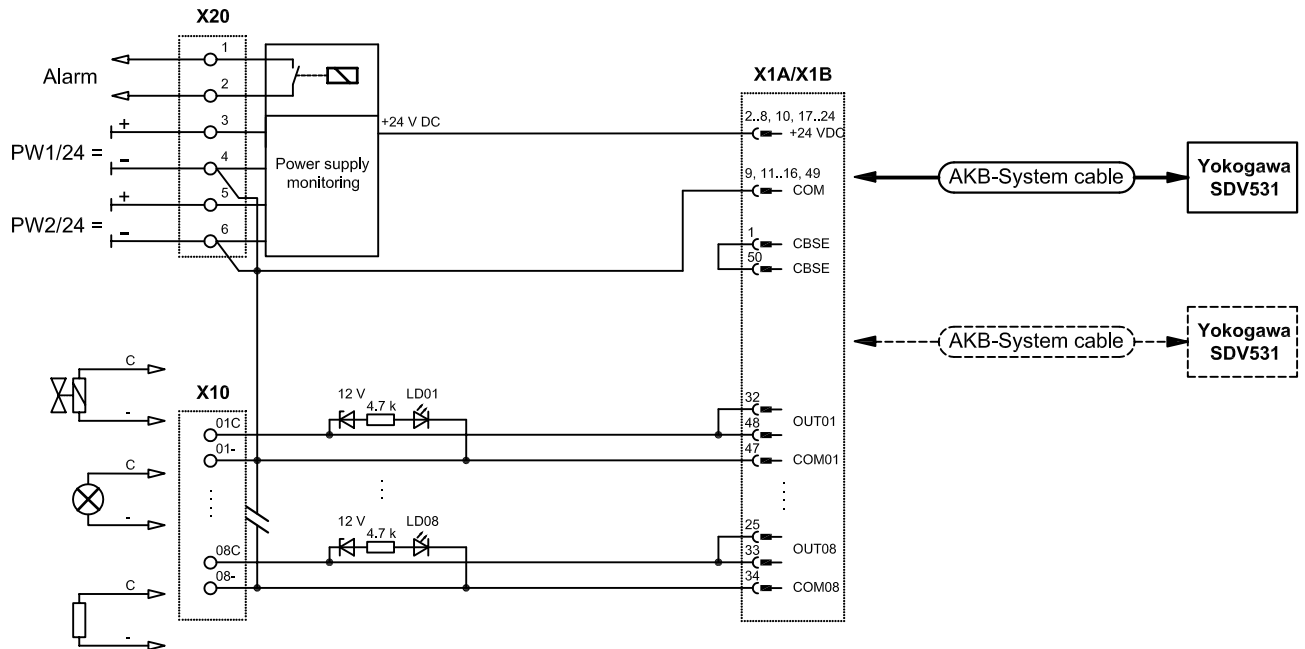 X20
1
Alarm
2
X1A/X1B
+
3
+24 V DC
2..8, 10, 17..24
+24 VDC
PW1/24 =
-
4
Power supply
monitoring
9, 11..16, 49
COM
AKB-System cable
Yokogawa
SDV531
+
5
PW2/24 =
-
6
1
CBSE
50
CBSE
AKB-System cable
Yokogawa
SDV531
C
-
X10
12 V
4.7 k
LD01
32
01C
48
OUT01
01-
47
COM01
C
-
12 V
4.7 k
LD08
25
08C
33
OUT08
08-
34
COM08
C
-